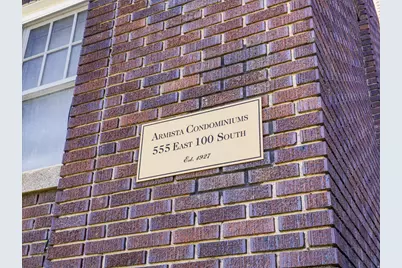 Armista Condominiums
555 East 100 South
Est. 1927